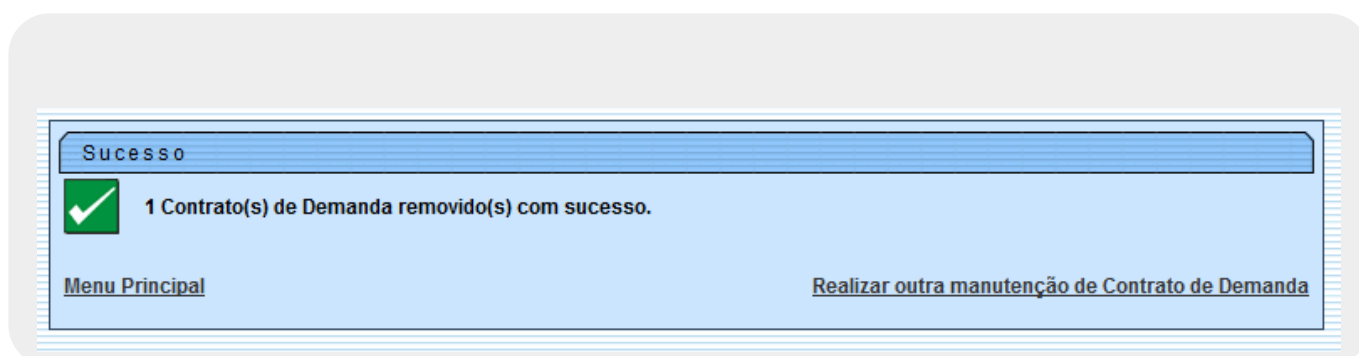 Sucesso
1 Contrato(s) de Demanda removido(s) com sucesso.
Menu Principal
Realizar outra manutenção de Contrato de Demanda